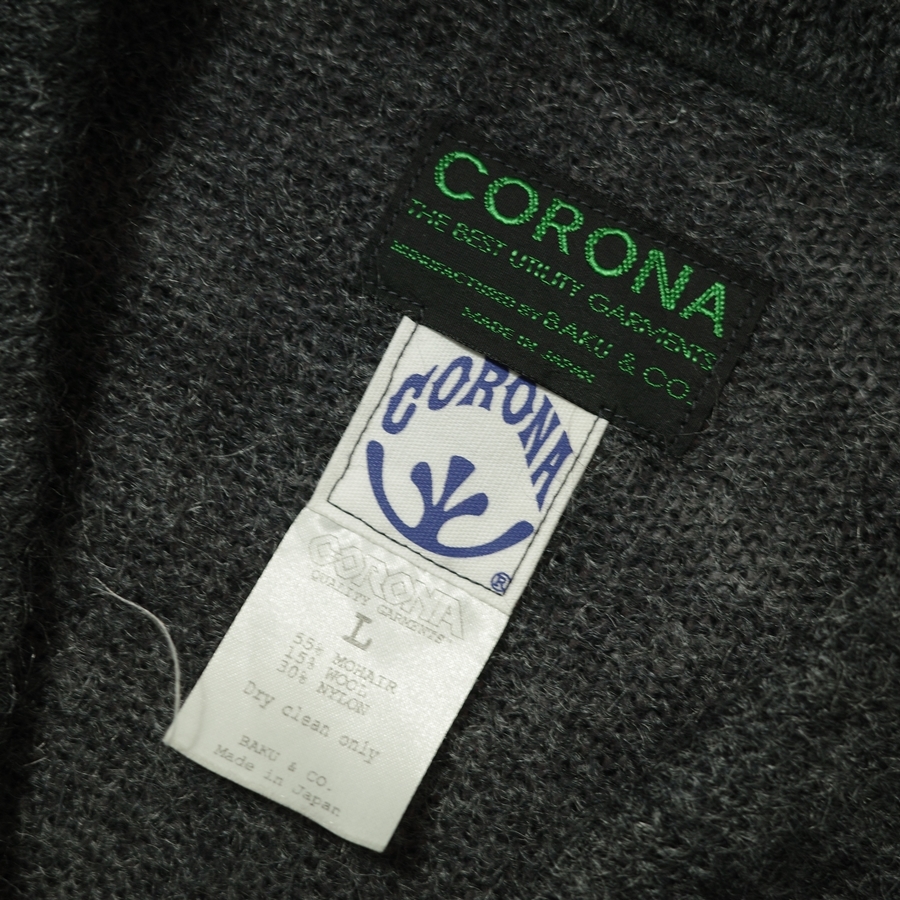 CORONA
THE BEST UTILITY GARMENTS
MANUFACTURED BY BAKU & CO.
MADE IN JAPAN
CORONA
®
CORONA
QUALITY GARMENTS™
L
55% MOHAIR
15% WOOL
30% NYLON
Dry clean only
BAKU & CO.
Made in Japan